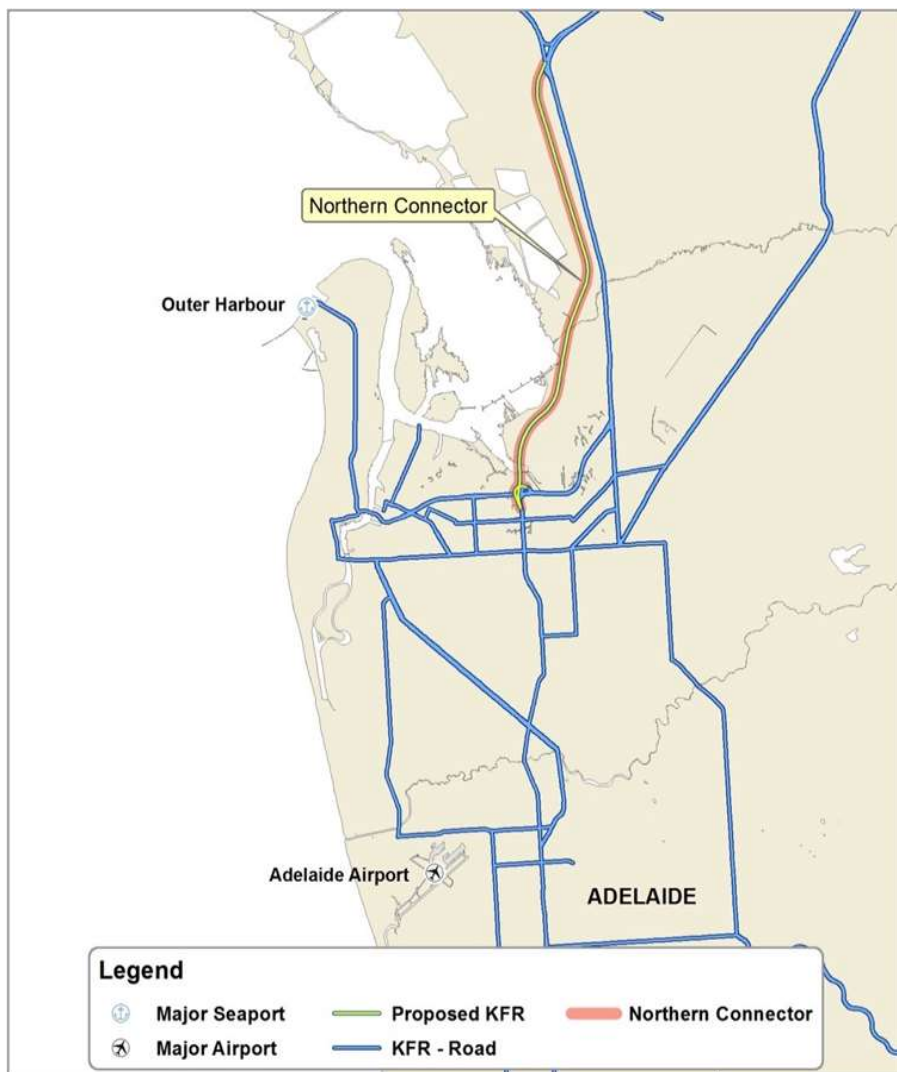 Northern Connector
Outer Harbour
Adelaide Airport
ADELAIDE
Legend
Major Seaport
Proposed KFR
Northern Connector
Major Airport
KFR - Road